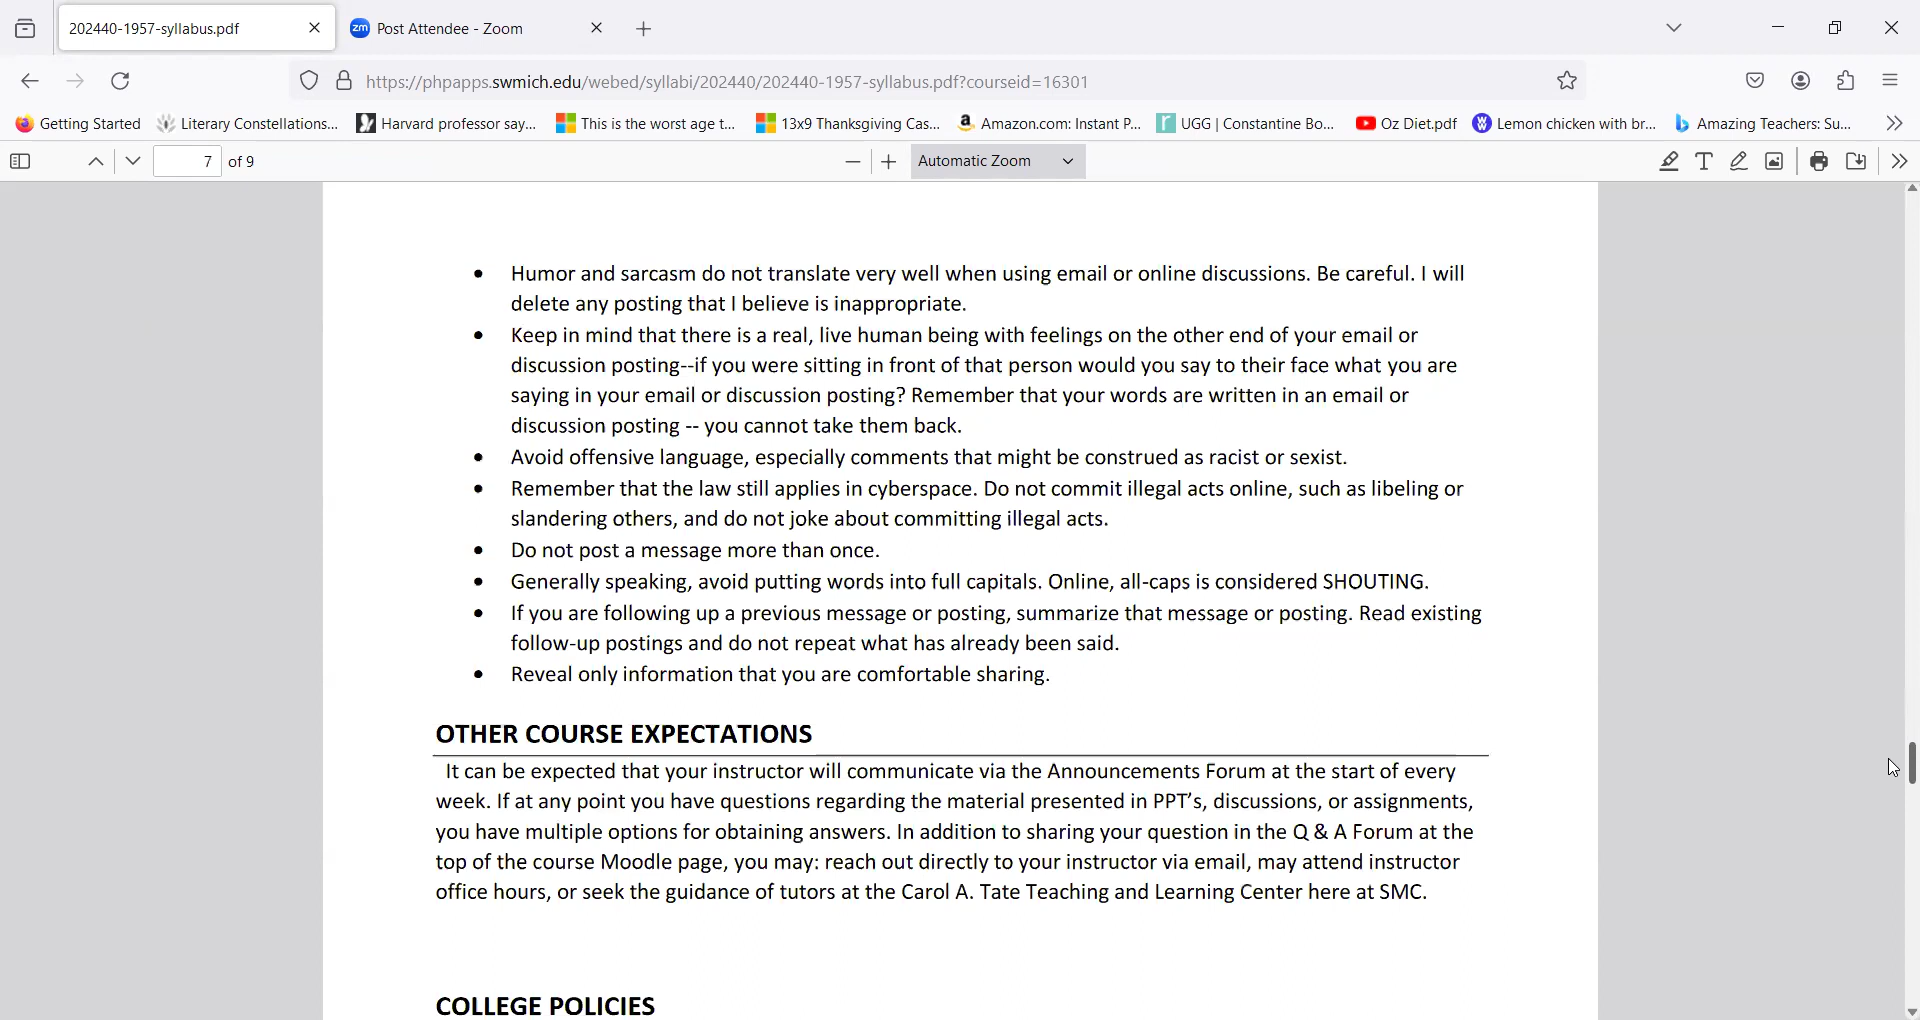 202440-1957-syllabus.pdf
zm Post Attendee - Zoom
https://phpapps.swmich.edu/webed/syllabi/202440/202440-1957-syllabus.pdf?courseid=16301
Getting Started Literary Constellations... Harvard professor say... This is the worst age t... 13x9 Thanksgiving Cas... Amazon.com: Instant P... UGG | Constantine Bo... Oz Diet.pdf Lemon chicken with br... Amazing Teachers: Su...
7 of 9 Automatic Zoom
• Humor and sarcasm do not translate very well when using email or online discussions. Be careful. I will
delete any posting that I believe is inappropriate.
• Keep in mind that there is a real, live human being with feelings on the other end of your email or
discussion posting--if you were sitting in front of that person would you say to their face what you are
saying in your email or discussion posting? Remember that your words are written in an email or
discussion posting -- you cannot take them back.
• Avoid offensive language, especially comments that might be construed as racist or sexist.
• Remember that the law still applies in cyberspace. Do not commit illegal acts online, such as libeling or
slandering others, and do not joke about committing illegal acts.
• Do not post a message more than once.
• Generally speaking, avoid putting words into full capitals. Online, all-caps is considered SHOUTING.
• If you are following up a previous message or posting, summarize that message or posting. Read existing
follow-up postings and do not repeat what has already been said.
• Reveal only information that you are comfortable sharing.
OTHER COURSE EXPECTATIONS
It can be expected that your instructor will communicate via the Announcements Forum at the start of every
week. If at any point you have questions regarding the material presented in PPT’s, discussions, or assignments,
you have multiple options for obtaining answers. In addition to sharing your question in the Q & A Forum at the
top of the course Moodle page, you may: reach out directly to your instructor via email, may attend instructor
office hours, or seek the guidance of tutors at the Carol A. Tate Teaching and Learning Center here at SMC.
COLLEGE POLICIES